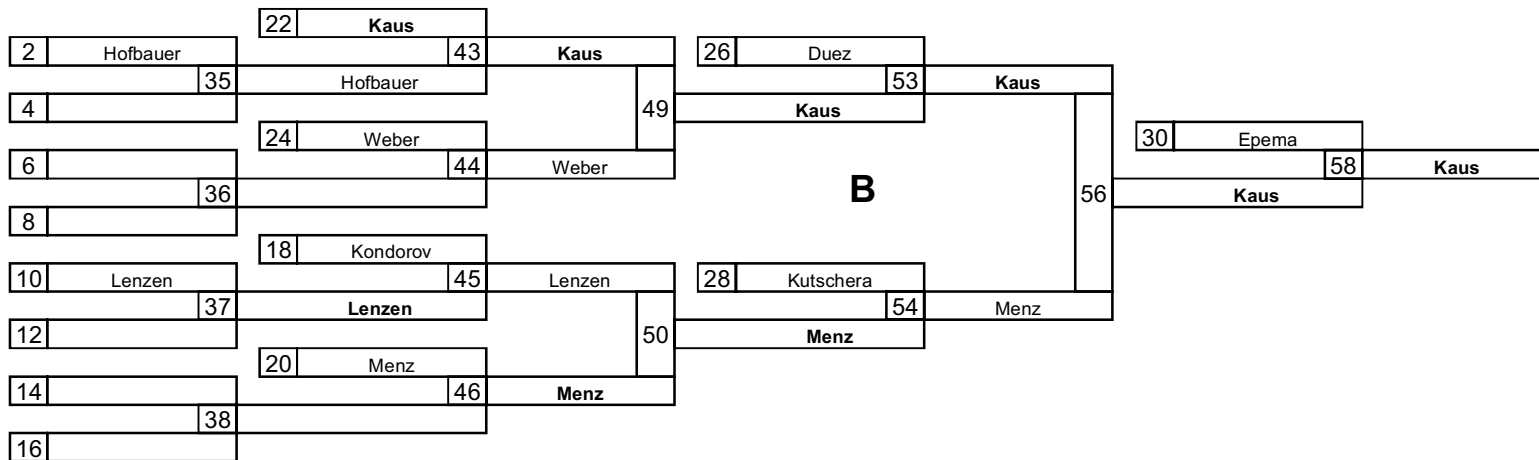 22 Kaus
2 Hofbauer 43 Kaus 26 Duez
35 Hofbauer 53 Kaus
4 49 Kaus
24 Weber 30 Epema
6 44 Weber 58 Kaus
36 B 56 Kaus
8
18 Kondorov
10 Lenzen 45 Lenzen 28 Kutschera
37 Lenzen 54 Menz
12 50 Menz
20 Menz
14 46 Menz
38
16